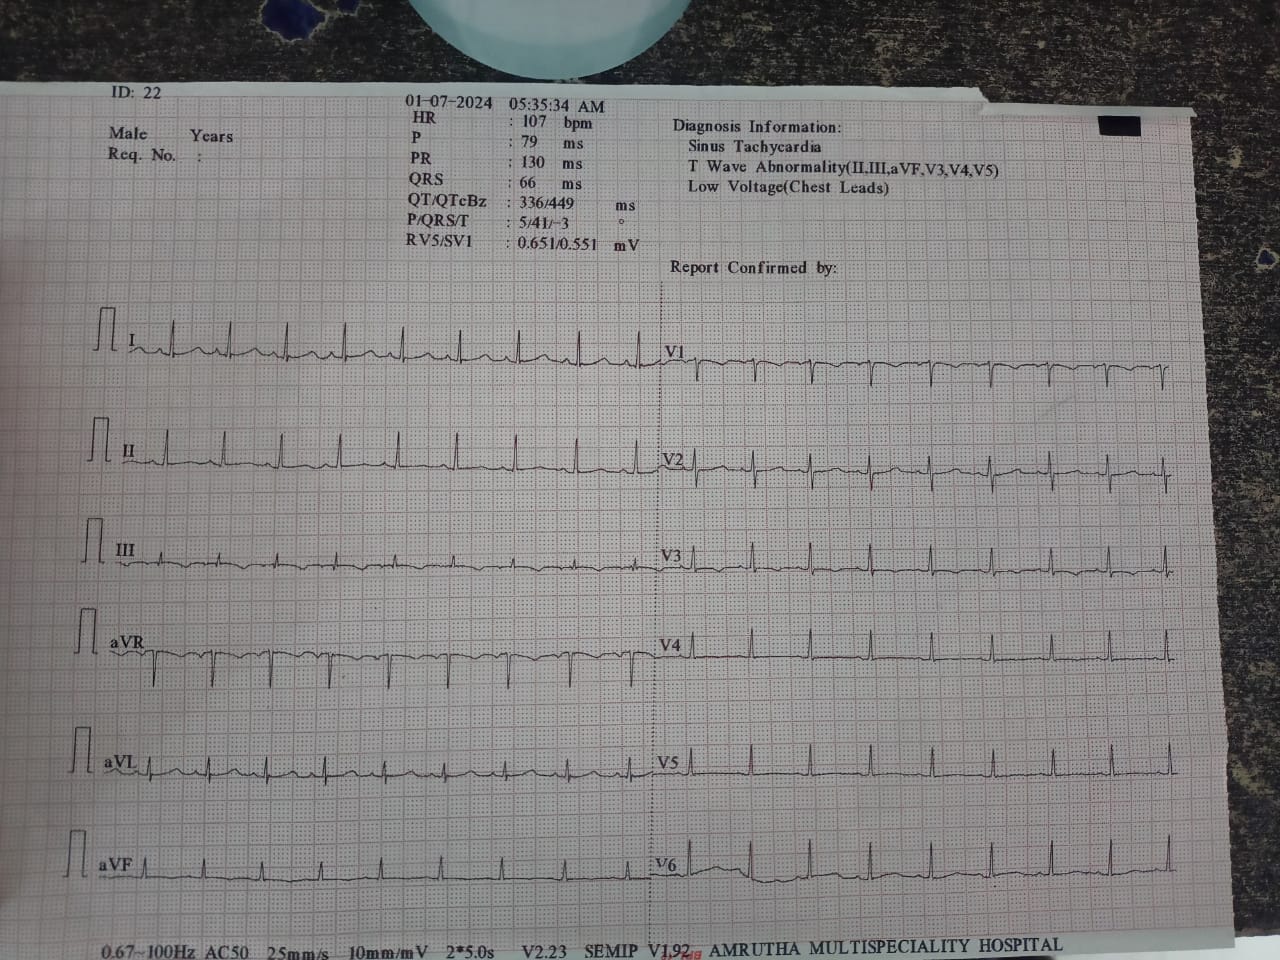 ID: 22
Male Years
Req. No. :
01-07-2024 05:35:34 AM
HR : 107 bpm
P : 79 ms
PR : 130 ms
QRS : 66 ms
QT/QTcBz : 336/449 ms
P/QRS/T : 5/41/-3 °
RV5/SV1 : 0.651/0.551 mV
Diagnosis Information:
Sinus Tachycardia
T Wave Abnormality(II,III,aVF,V3,V4,V5)
Low Voltage(Chest Leads)
Report Confirmed by:
I
II
III
aVR
aVL
aVF
V1
V2
V3
V4
V5
V6
0.67~100Hz AC50 25mm/s 10mm/mV 2*5.0s V2.23 SEMIP V1.92 AMRUTHA MULTISPECIALITY HOSPITAL